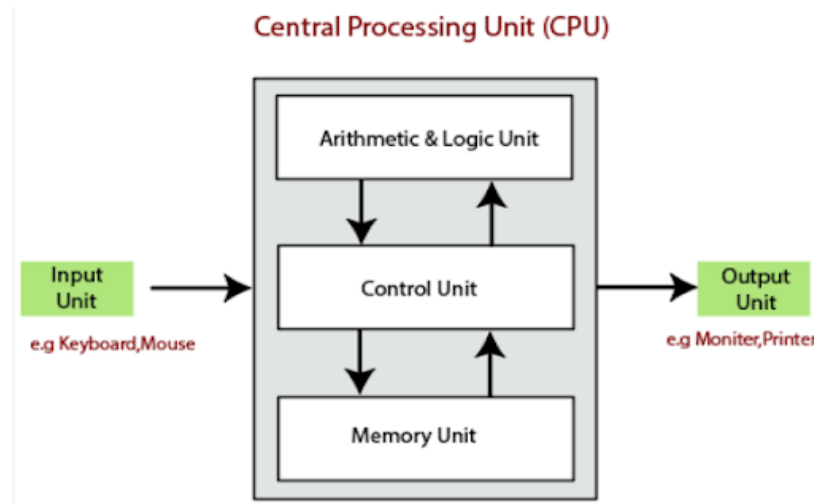 Central Processing Unit (CPU)
Arithmetic & Logic Unit
Input
Unit
e.g Keyboard,Mouse
Control Unit
Output
Unit
e.g Moniter,Printer
Memory Unit